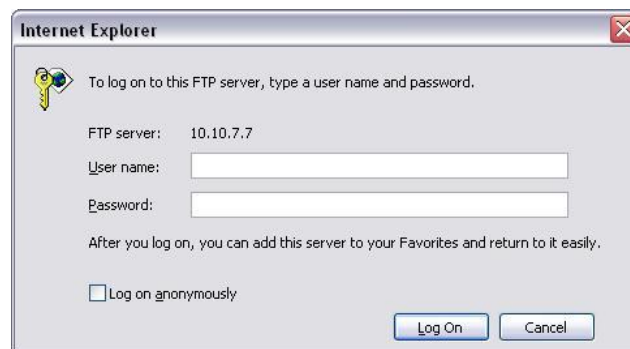 Internet Explorer
To log on to this FTP server, type a user name and password.
FTP server: 10.10.7.7
User name:
Password:
After you log on, you can add this server to your Favorites and return to it easily.
Log on anonymously
Log On Cancel